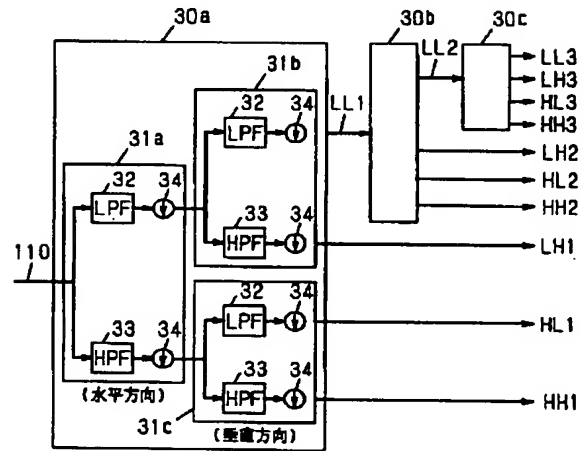 30a
30b
30c
31b
LL2
LL3
LH3
HL3
HH3
32
34
LPF
LL1
31a
32
34
LPF
LH2
HL2
HH2
33
34
HPF
LH1
110
32
34
LPF
HL1
33
34
HPF
33
34
HPF
HH1
(水平方向)
31c
(垂直方向)